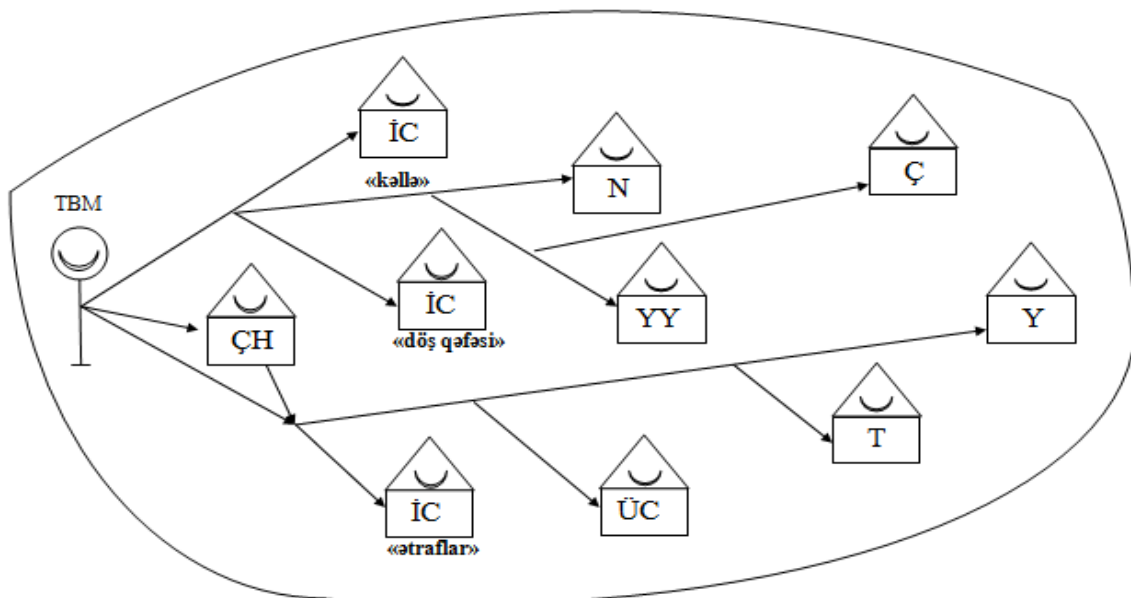 İC
«kəllə»
N
Ç
TBM
İC
«döş qəfəsi»
YY
Y
ÇH
T
İC
«ətraflar»
ÜC